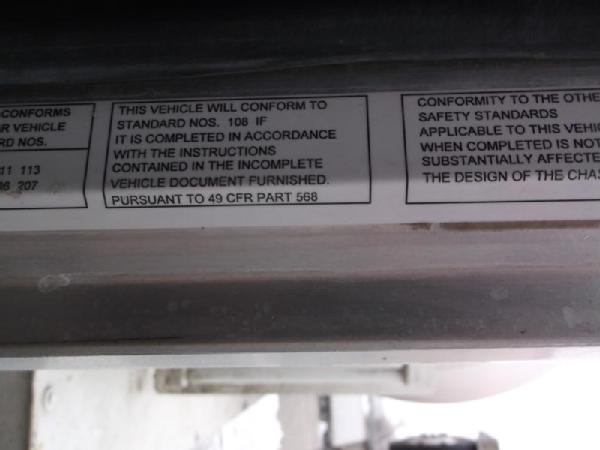 CONFORMS
VEHICLE
RD NOS.
11 113
06 207
THIS VEHICLE WILL CONFORM TO
STANDARD NOS. 108 IF
IT IS COMPLETED IN ACCORDANCE
WITH THE INSTRUCTIONS
CONTAINED IN THE INCOMPLETE
VEHICLE DOCUMENT FURNISHED.
PURSUANT TO 49 CFR PART 568
CONFORMITY TO THE OTHE
SAFETY STANDARDS
APPLICABLE TO THIS VEHI
WHEN COMPLETED IS NOT
SUBSTANTIALLY AFFECTE
THE DESIGN OF THE CHAS